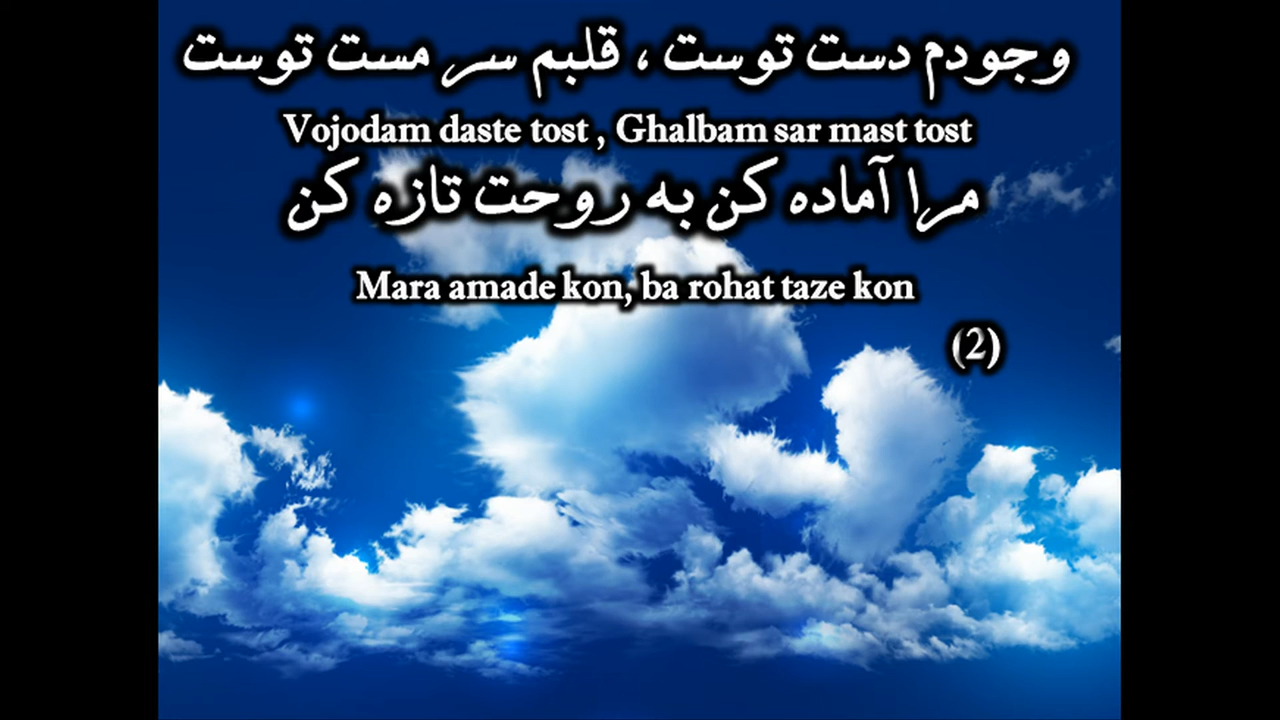 وجودم دست توست ، قلبم سر مست توست
Vojodam daste tost , Ghalbam sar mast tost
مرا آماده کن به روحت تازه کن
Mara amade kon, ba rohat taze kon
(2)